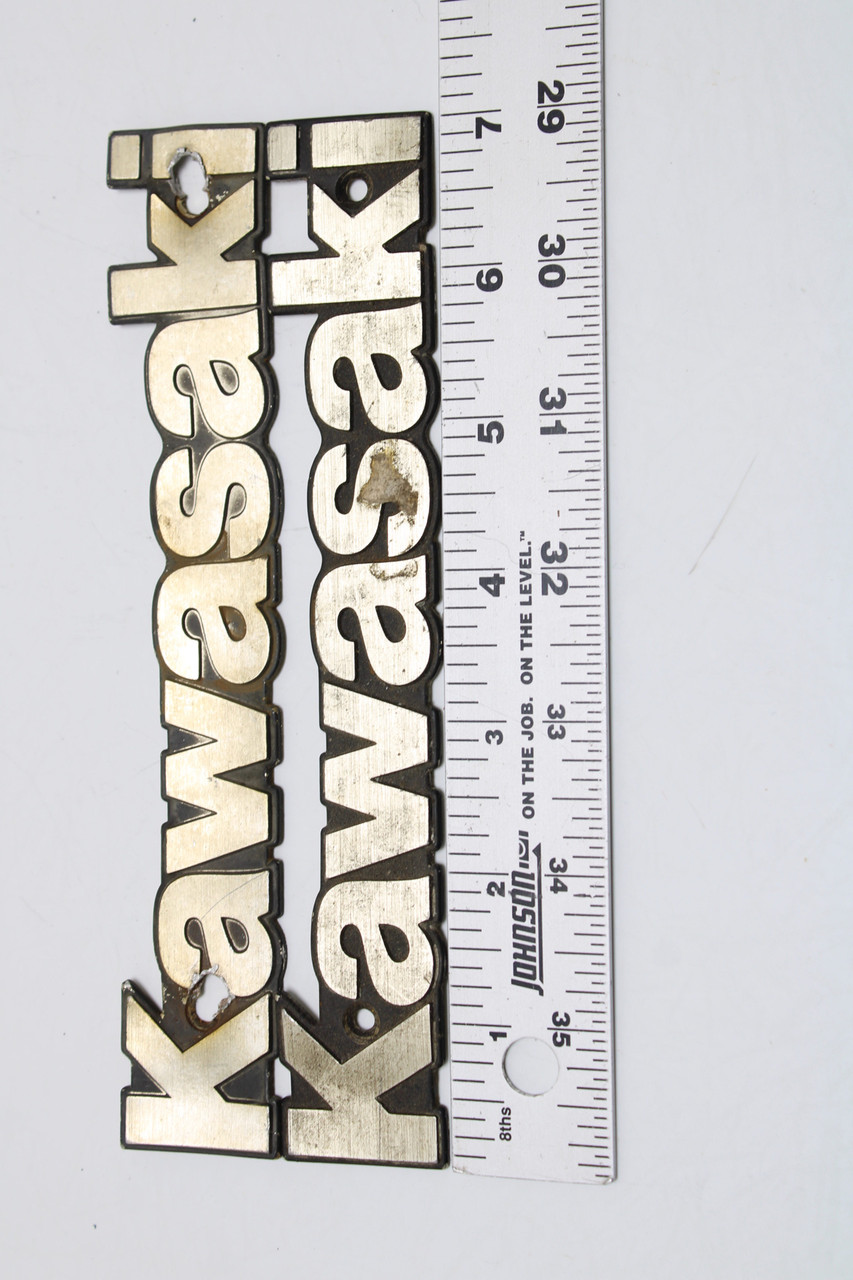 Kawasaki
Kawasaki
8ths
1
2
3
4
5
6
7
JOHNSON
ON THE JOB. ON THE LEVEL.™
29
30
31
32
33
34
35